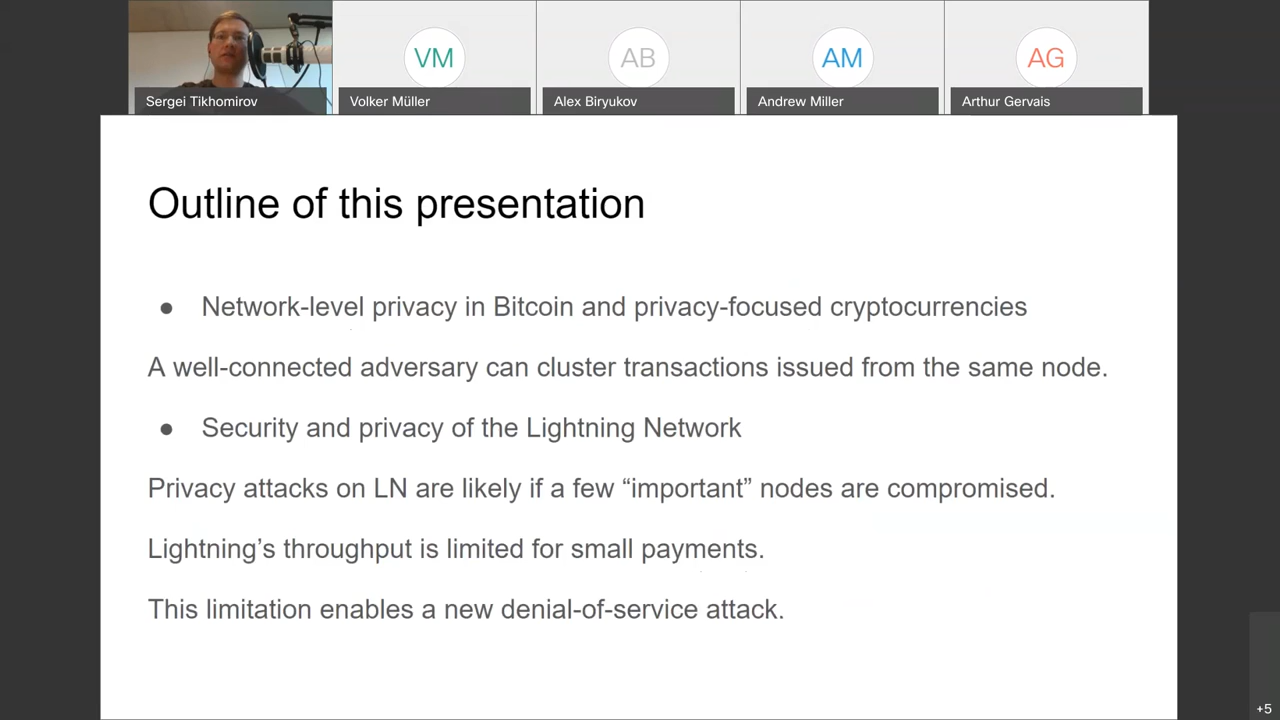 VM
AB
AM
AG
Sergei Tikhomirov
Volker Müller
Alex Biryukov
Andrew Miller
Arthur Gervais
Outline of this presentation
● Network-level privacy in Bitcoin and privacy-focused cryptocurrencies
A well-connected adversary can cluster transactions issued from the same node.
● Security and privacy of the Lightning Network
Privacy attacks on LN are likely if a few “important” nodes are compromised.
Lightning’s throughput is limited for small payments.
This limitation enables a new denial-of-service attack.
+5